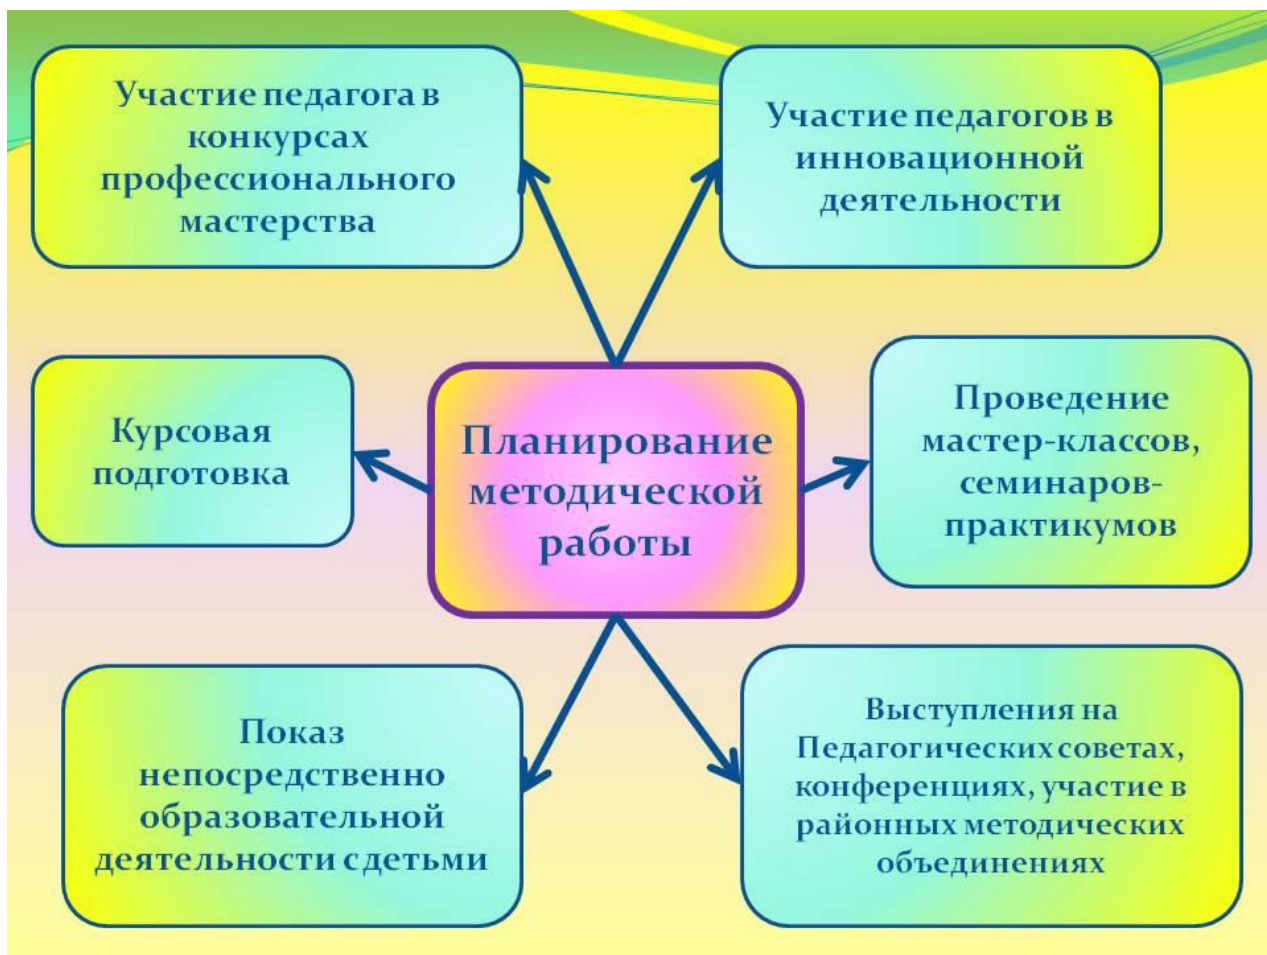 Участие педагога в
конкурсах
профессионального
мастерства
Участие педагогов в
инновационной
деятельности
Курсовая
подготовка
Планирование
методической
работы
Проведение
мастер-классов,
семинаров-
практикумов
Показ
непосредственно
образовательной
деятельности с детьми
Выступления на
Педагогических советах,
конференциях, участие в
районных методических
объединениях